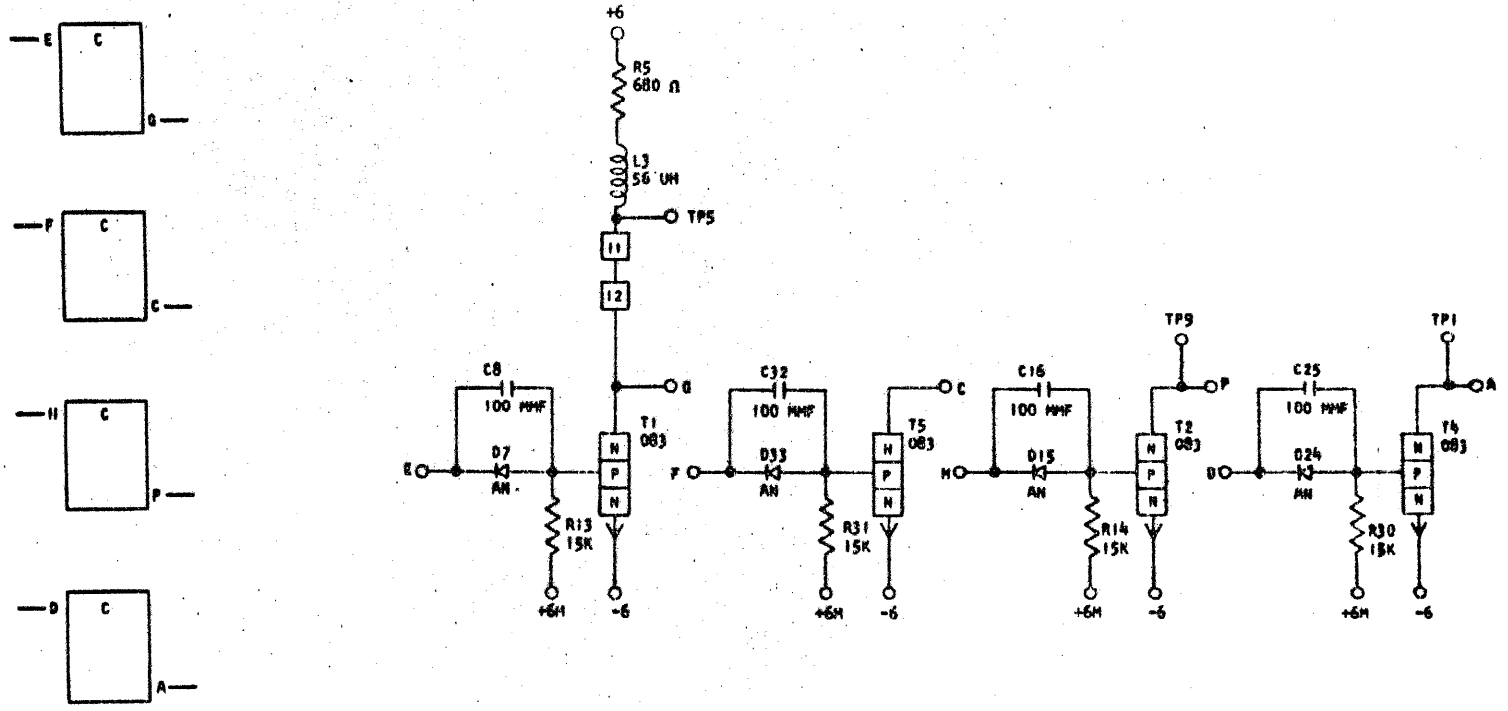 E C
G
F C
C
H C
P
D C
A
+6
R5
680 Ω
L3
56 UH
TP5
I1
I2
C8
100 MMF
G
T1
083
E
D7
AN
N
P
N
R13
15K
+6M
-6
C32
100 MMF
C
T5
083
F
D33
AN
N
P
N
R31
15K
+6M
-6
TP9
C16
100 MMF
P
T2
083
H
D15
AN
N
P
N
R14
15K
+6M
-6
TP1
C25
100 MMF
A
T4
083
D
D24
AN
N
P
N
R30
15K
+6M
-6